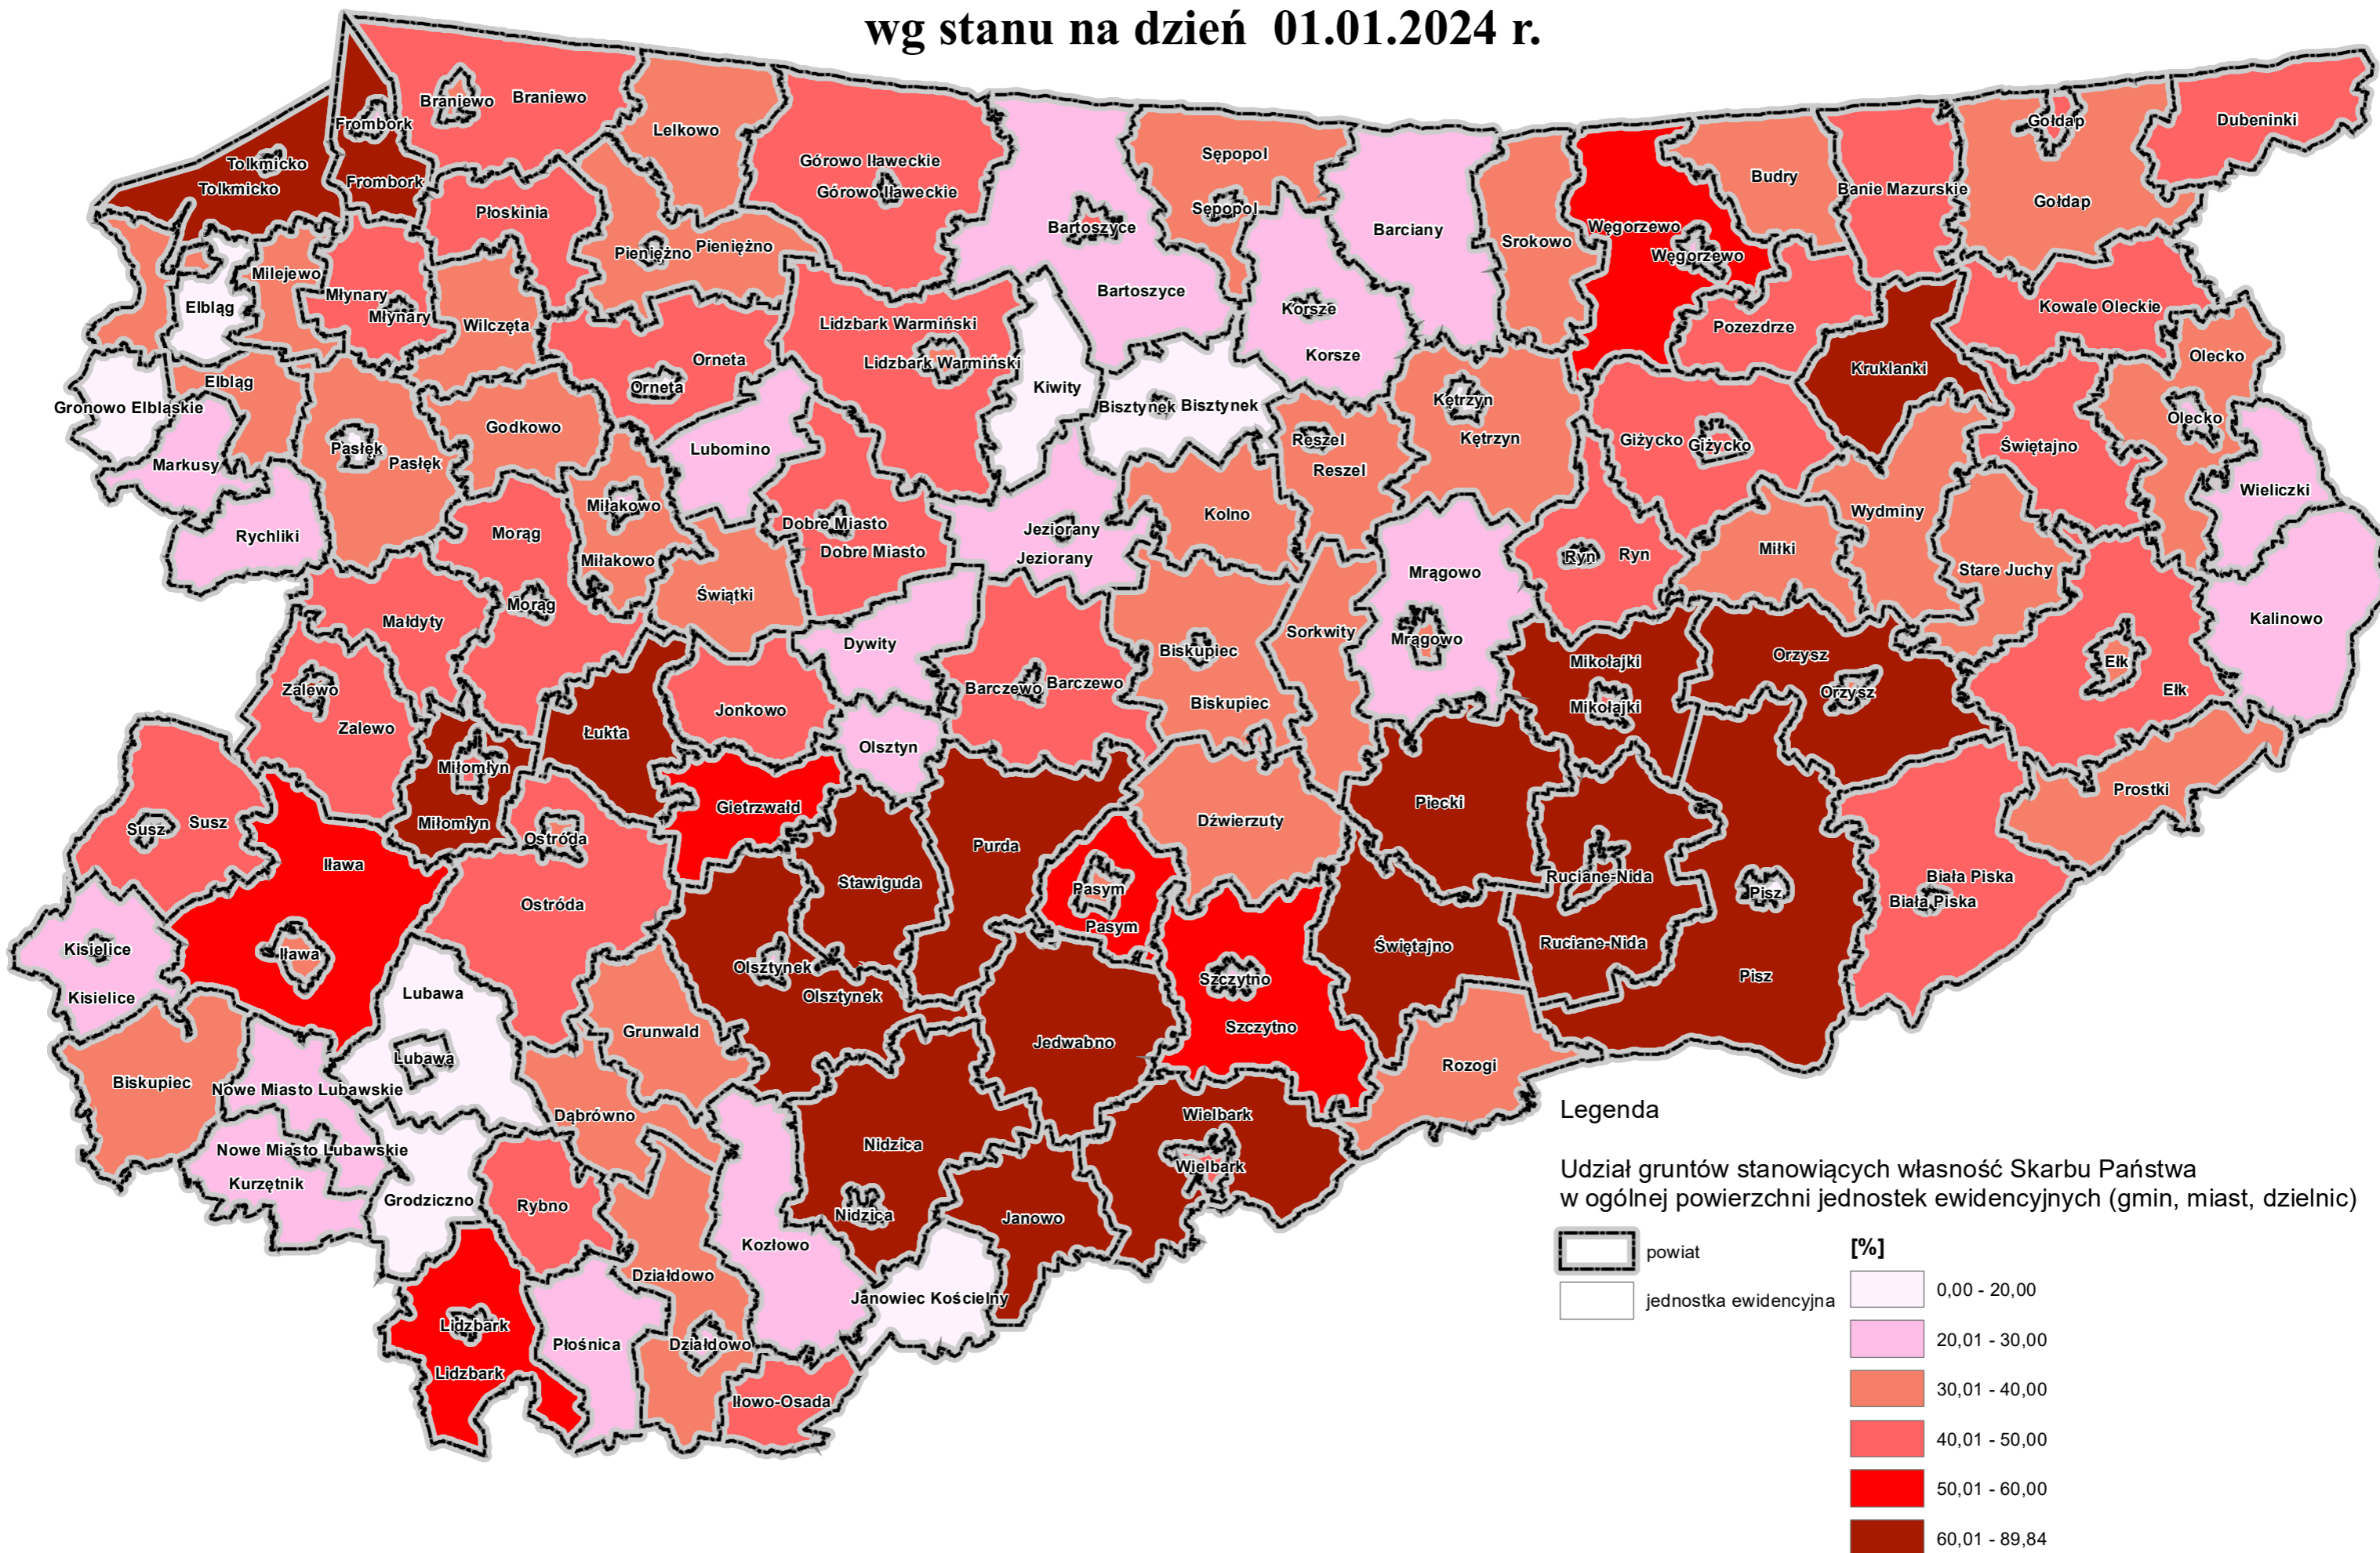 wg stanu na dzień 01.01.2024 r.
Braniewo
Braniewo
Frombork
Lelkowo
Dubeninki
Gołdap
Tolkmicko
Tolkmicko
Frombork
Górowo Iławeckie
Górowo Iławeckie
Sępopol
Sępopol
Budry
Banie Mazurskie
Gołdap
Płoskinia
Bartoszyce
Barciany
Srokowo
Węgorzewo
Węgorzewo
Pieniężno
Pieniężno
Milejewo
Młynary
Młynary
Elbląg
Wilczęta
Bartoszyce
Korsze
Korsze
Pozezdrze
Kowale Oleckie
Lidzbark Warmiński
Lidzbark Warmiński
Orneta
Orneta
Olecko
Kruklanki
Elbląg
Gronowo Elbląskie
Kiwity
Bisztynek
Bisztynek
Kętrzyn
Kętrzyn
Olecko
Godkowo
Pasłęk
Pasłęk
Markusy
Lubomino
Reszel
Reszel
Giżycko
Giżycko
Świętajno
Wieliczki
Miłakowo
Miłakowo
Rychliki
Morąg
Morąg
Dobre Miasto
Dobre Miasto
Jeziorany
Jeziorany
Kolno
Wydminy
Ryn
Ryn
Miłki
Stare Juchy
Mrągowo
Mrągowo
Świątki
Małdyty
Kalinowo
Dywity
Sorkwity
Biskupiec
Biskupiec
Mikołajki
Mikołajki
Orzysz
Orzysz
Ełk
Ełk
Zalewo
Zalewo
Barczewo
Barczewo
Jonkowo
Łukta
Olsztyn
Miłomłyn
Miłomłyn
Prostki
Piecki
Gietrzwałd
Susz
Susz
Ostróda
Ostróda
Dźwierzuty
Purda
Iława
Iława
Stawiguda
Pasym
Pasym
Ruciane-Nida
Ruciane-Nida
Pisz
Pisz
Biała Piska
Biała Piska
Kisielice
Kisielice
Świętajno
Olsztynek
Olsztynek
Szczytno
Szczytno
Lubawa
Lubawa
Grunwald
Jedwabno
Rozogi
Biskupiec
Nowe Miasto Lubawskie
Nowe Miasto Lubawskie
Dąbrówno
Wielbark
Wielbark
Nidzica
Nidzica
Kurzętnik
Grodziczno
Rybno
Janowo
Kozłowo
Działdowo
Działdowo
Janowiec Kościelny
Lidzbark
Lidzbark
Płośnica
Iłowo-Osada
Legenda
Udział gruntów stanowiących własność Skarbu Państwa
w ogólnej powierzchni jednostek ewidencyjnych (gmin, miast, dzielnic)
powiat
jednostka ewidencyjna
[%]
0,00 - 20,00
20,01 - 30,00
30,01 - 40,00
40,01 - 50,00
50,01 - 60,00
60,01 - 89,84